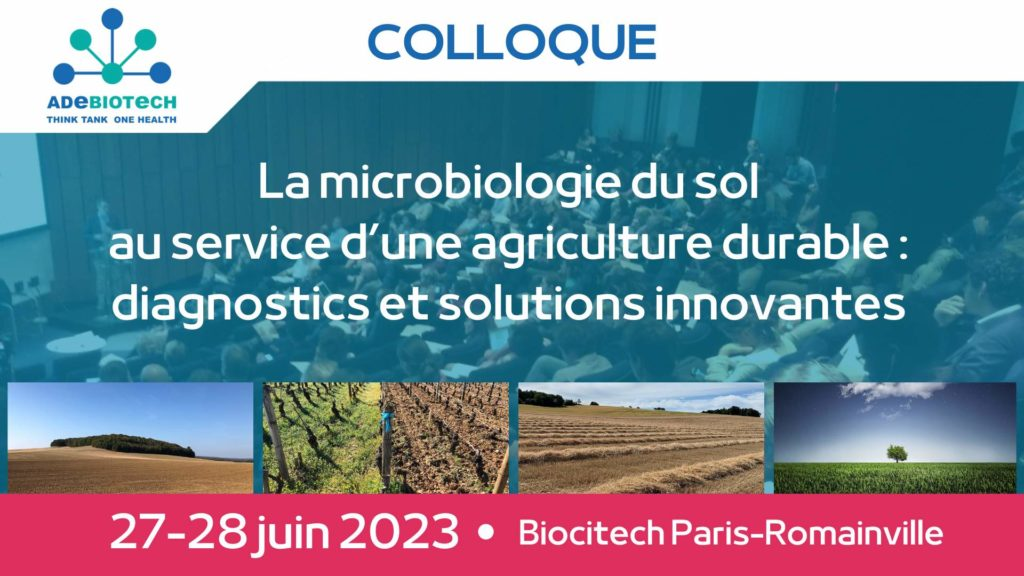 COLLOQUE
ADEBIOTECH
THINK TANK ONE HEALTH
La microbiologie du sol
au service d'une agriculture durable :
diagnostics et solutions innovantes
27-28 juin 2023 • Biocitech Paris-Romainville